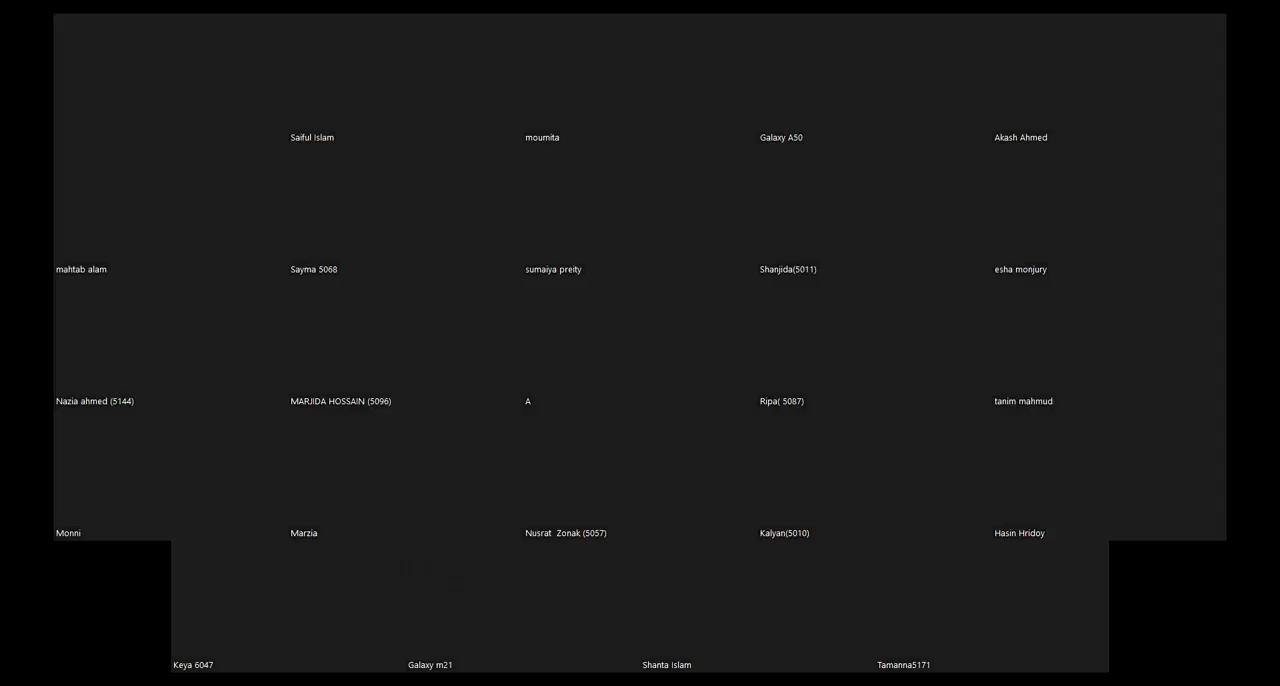 Saiful Islam moumita Galaxy A50 Akash Ahmed
mahtab alam Sayma 5068 sumaiya preity Shanjida(5011) esha monjury
Nazia ahmed (5144) MARJIDA HOSSAIN (5096) A Ripa( 5087) tanim mahmud
Monni Marzia Nusrat  Zonak (5057) Kalyan(5010) Hasin Hridoy
Keya 6047 Galaxy m21 Shanta Islam Tamanna5171